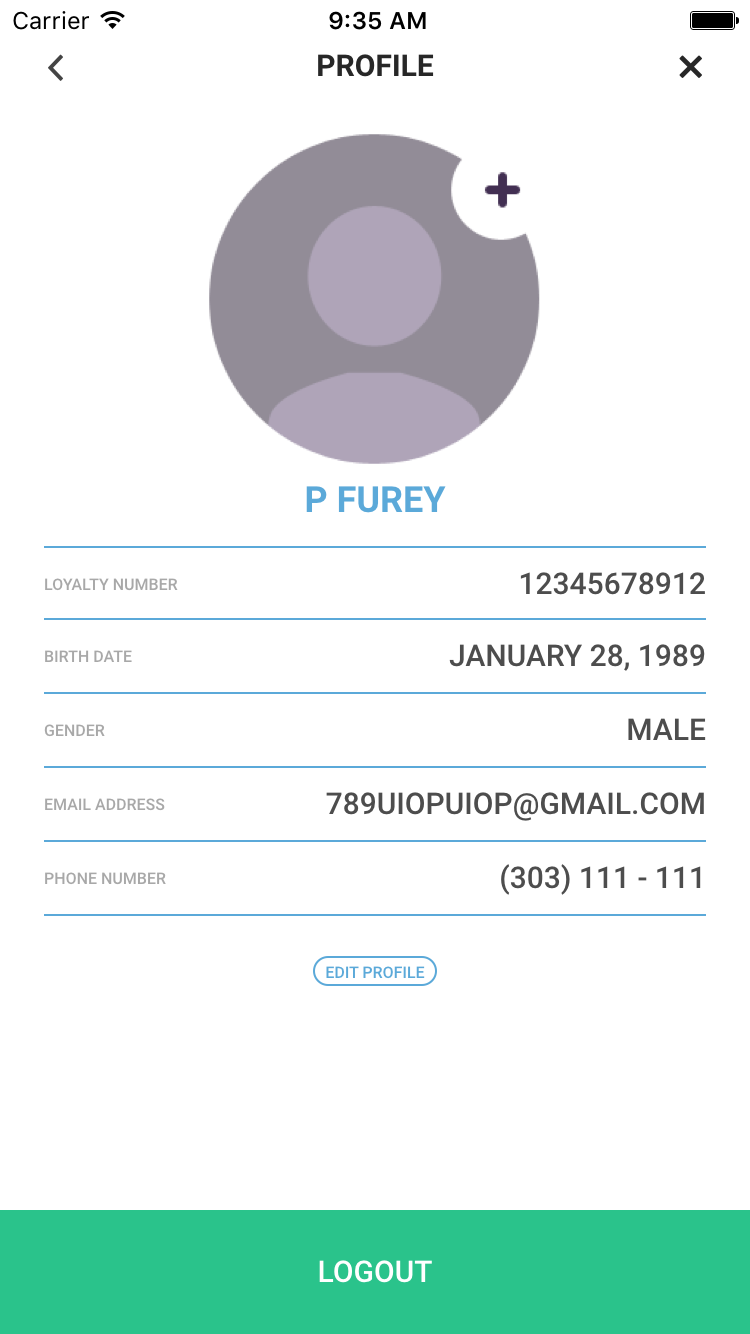 Carrier 9:35 AM
PROFILE
P FUREY
LOYALTY NUMBER 12345678912
BIRTH DATE JANUARY 28, 1989
GENDER MALE
EMAIL ADDRESS 789UIOPUIOP@GMAIL.COM
PHONE NUMBER (303) 111 - 111
EDIT PROFILE
LOGOUT